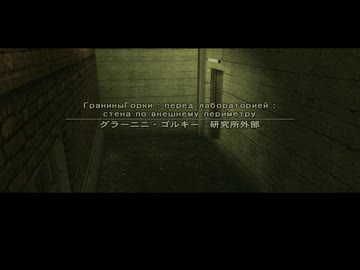 ГраниныГорки : перед лабораторией :
стена по внешнему периметру
グラーニニ・ゴルキー 研究所外部